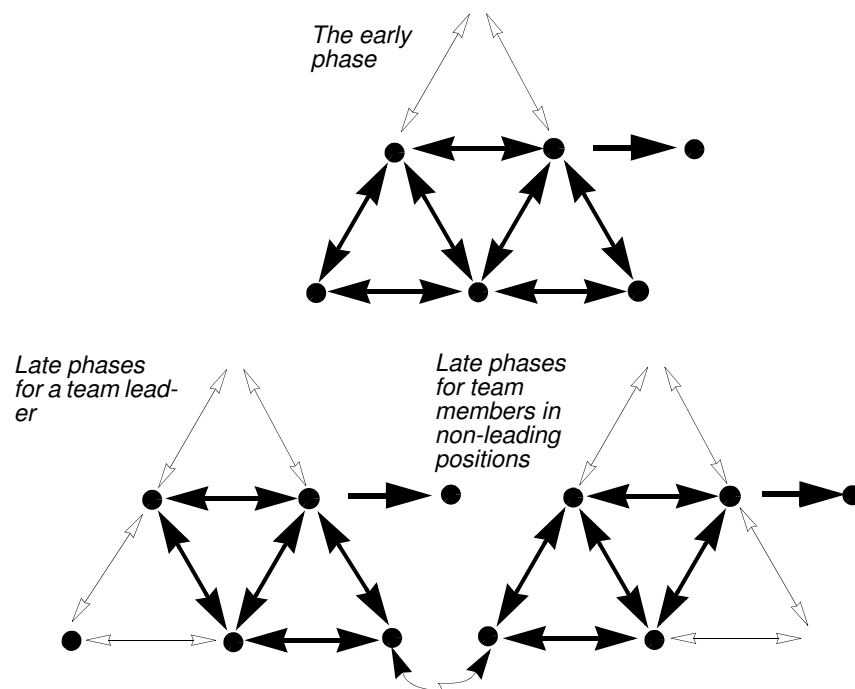 The early
phase
Late phases
for a team lead-
er
Late phases
for team
members in
non-leading
positions